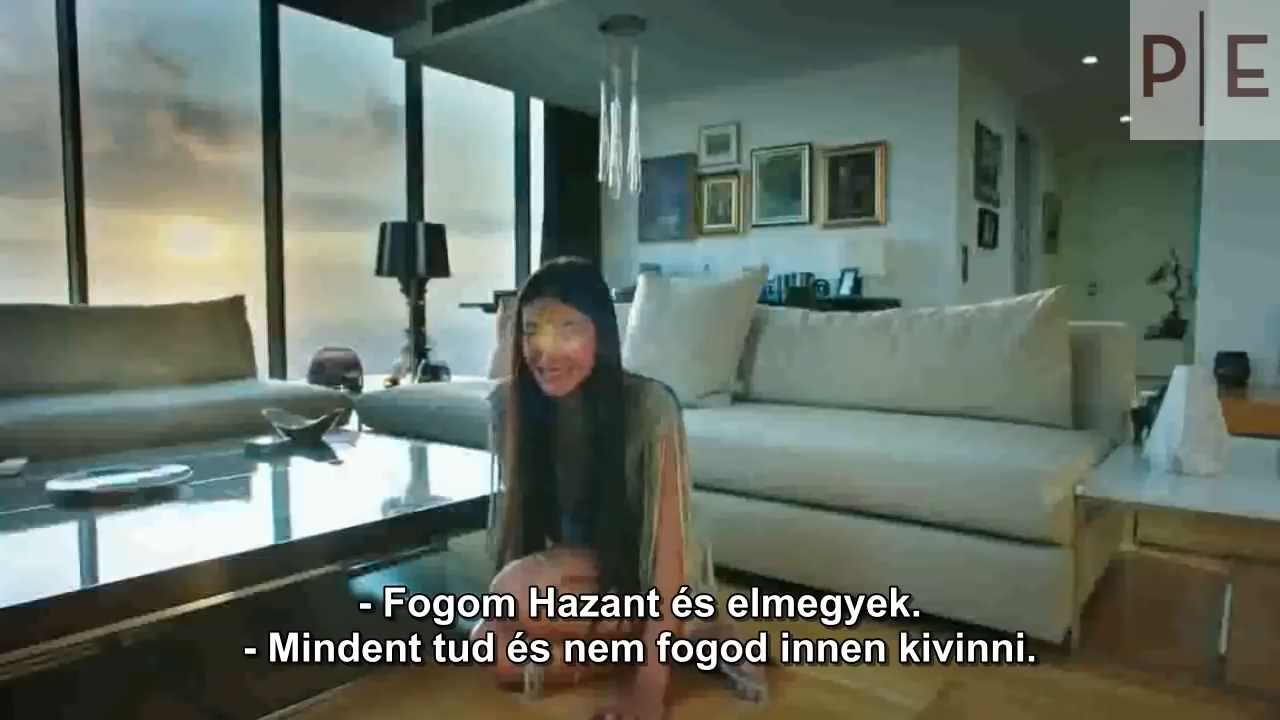 P|E
- Fogom Hazant és elmegyek.
- Mindent tud és nem fogod innen kivinni.